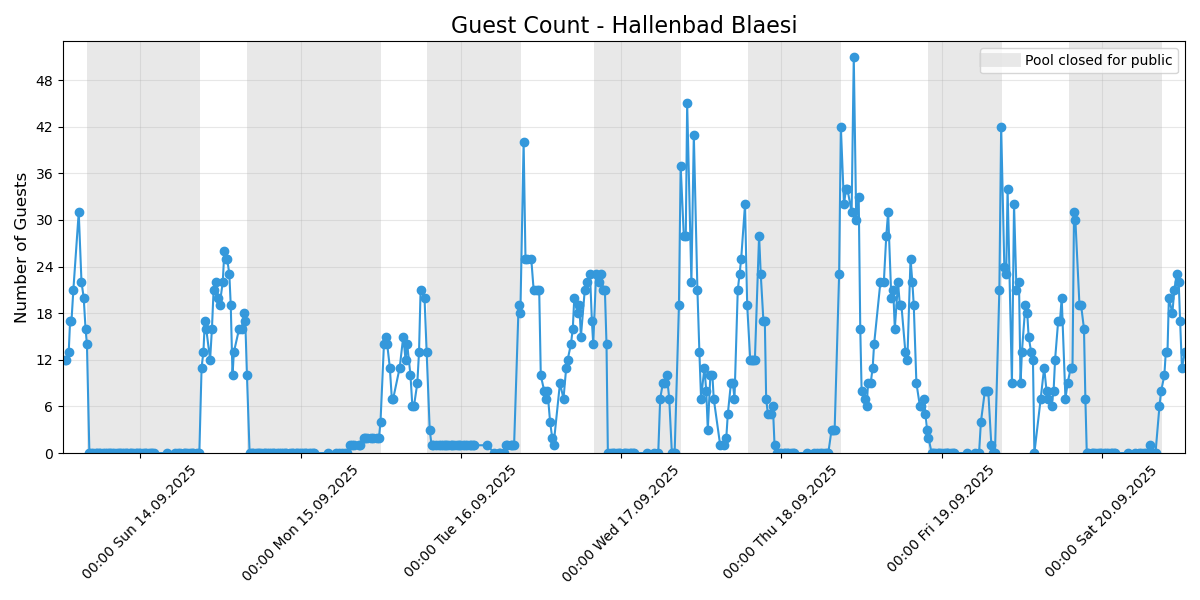 Guest Count - Hallenbad Blaesi
Pool closed for public
Number of Guests
48
42
36
30
24
18
12
6
0
00:00 Sun 14.09.2025
00:00 Mon 15.09.2025
00:00 Tue 16.09.2025
00:00 Wed 17.09.2025
00:00 Thu 18.09.2025
00:00 Fri 19.09.2025
00:00 Sat 20.09.2025